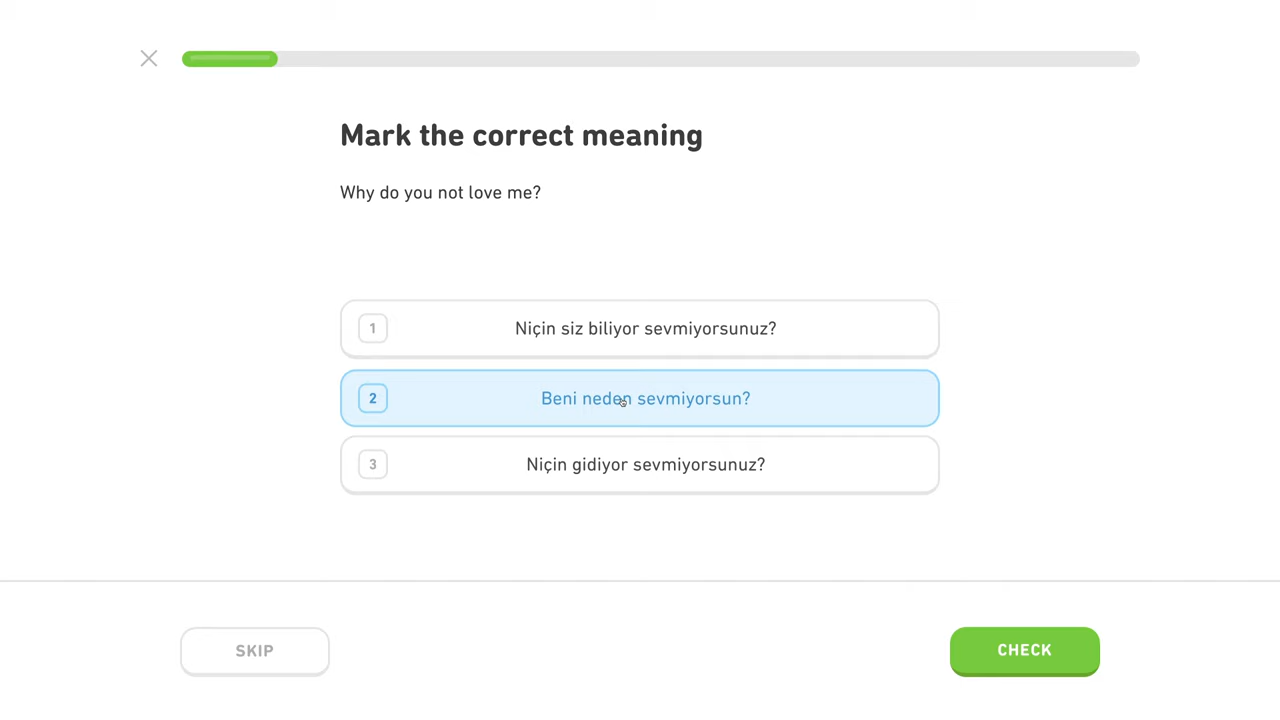 Mark the correct meaning
Why do you not love me?
1 Niçin siz biliyor sevmiyorsunuz?
2 Beni neden sevmiyorsun?
3 Niçin gidiyor sevmiyorsunuz?
SKIP CHECK